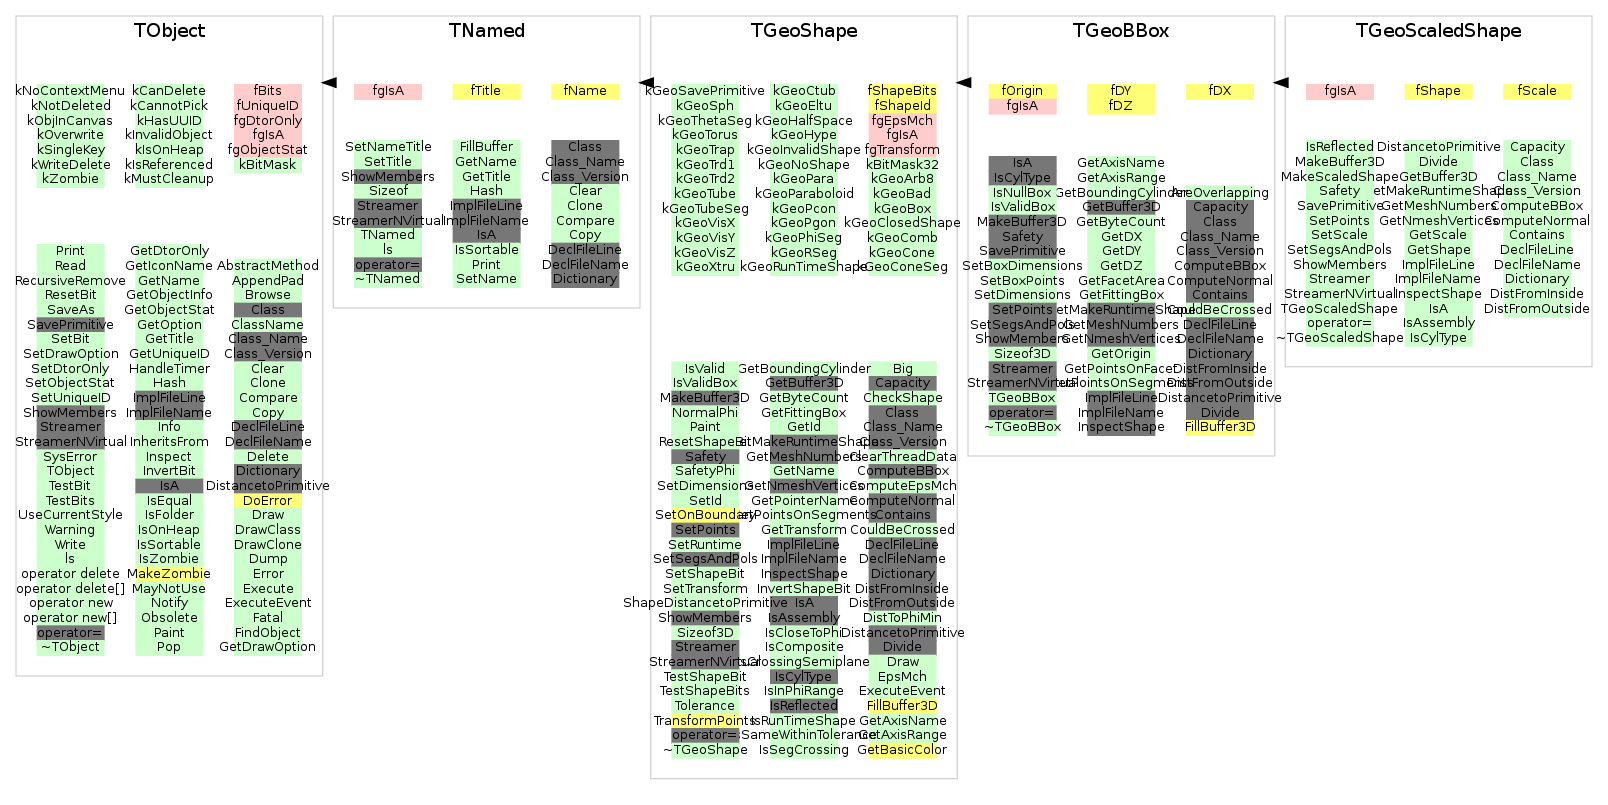 TObject
kNoContextMenu
kNotDeleted
kObjInCanvas
kOverwrite
kSingleKey
kWriteDelete
kZombie
kCanDelete
kCannotPick
kHasUUID
kInvalidObject
kIsOnHeap
kIsReferenced
kMustCleanup
fBits
fUniqueID
fgDtorOnly
fgIsA
fgObjectStat
kBitMask
Print
Read
RecursiveRemove
ResetBit
SaveAs
SavePrimitive
SetBit
SetDrawOption
SetDtorOnly
SetObjectStat
SetUniqueID
ShowMembers
Streamer
StreamerNVirtual
SysError
TObject
TestBit
TestBits
UseCurrentStyle
Warning
Write
ls
operator delete
operator delete[]
operator new
operator new[]
operator=
~TObject
GetDtorOnly
GetIconName
GetName
GetObjectInfo
GetObjectStat
GetOption
GetTitle
GetUniqueID
HandleTimer
Hash
ImplFileLine
ImplFileName
Info
InheritsFrom
Inspect
InvertBit
IsA
IsEqual
IsFolder
IsOnHeap
IsSortable
IsZombie
MakeZombie
MayNotUse
Notify
Obsolete
Paint
Pop
AbstractMethod
AppendPad
Browse
Class
ClassName
Class_Name
Class_Version
Clear
Clone
Compare
Copy
DeclFileLine
DeclFileName
Delete
Dictionary
DistancetoPrimitive
DoError
Draw
DrawClass
DrawClone
Dump
Error
Execute
ExecuteEvent
Fatal
FindObject
GetDrawOption
TNamed
fgIsA
fTitle
fName
SetNameTitle
SetTitle
ShowMembers
Sizeof
Streamer
StreamerNVirtual
TNamed
ls
operator=
~TNamed
FillBuffer
GetName
GetTitle
Hash
ImplFileLine
ImplFileName
IsA
IsSortable
Print
SetName
Class
Class_Name
Class_Version
Clear
Clone
Compare
Copy
DeclFileLine
DeclFileName
Dictionary
TGeoShape
kGeoSavePrimitive
kGeoSph
kGeoThetaSeg
kGeoTorus
kGeoTrap
kGeoTrd1
kGeoTrd2
kGeoTube
kGeoTubeSeg
kGeoVisX
kGeoVisY
kGeoVisZ
kGeoXtru
kGeoCtub
kGeoEltu
kGeoHalfSpace
kGeoHype
kGeoInvalidShape
kGeoNoShape
kGeoPara
kGeoParaboloid
kGeoPcon
kGeoPgon
kGeoPhiSeg
kGeoRSeg
kGeoRunTimeShape
fShapeBits
fShapeId
fgEpsMch
fgIsA
fgTransform
kBitMask32
kGeoArb8
kGeoBad
kGeoBox
kGeoClosedShape
kGeoComb
kGeoCone
kGeoConeSeg
IsValid
IsValidBox
MakeBuffer3D
NormalPhi
Paint
ResetShapeBit
Safety
SafetyPhi
SetDimensions
SetId
SetOnBoundary
SetPoints
SetRuntime
SetSegsAndPols
SetShapeBit
SetTransform
ShapeDistancetoPrimitive
ShowMembers
Sizeof3D
Streamer
StreamerNVirtual
TestShapeBit
TestShapeBits
Tolerance
TransformPoints
operator=
~TGeoShape
GetBoundingCylinder
GetBuffer3D
GetByteCount
GetFittingBox
GetId
etMakeRuntimeShape
GetMeshNumbers
GetName
GetNmeshVertices
GetPointerName
etPointsOnSegments
GetTransform
ImplFileLine
ImplFileName
InspectShape
InvertShapeBit
IsA
IsAssembly
IsCloseToPhi
IsComposite
IsCrossingSemiplane
IsCylType
IsInPhiRange
IsReflected
IsRunTimeShape
sSameWithinTolerance
IsSegCrossing
Big
Capacity
CheckShape
Class
Class_Name
Class_Version
ClearThreadData
ComputeBBox
ComputeEpsMch
ComputeNormal
Contains
CouldBeCrossed
DeclFileLine
DeclFileName
Dictionary
DistFromInside
DistFromOutside
DistToPhiMin
DistancetoPrimitive
Divide
Draw
EpsMch
ExecuteEvent
FillBuffer3D
GetAxisName
GetAxisRange
GetBasicColor
TGeoBBox
fOrigin
fgIsA
fDY
fDZ
fDX
IsA
IsCylType
IsNullBox
IsValidBox
MakeBuffer3D
Safety
SavePrimitive
SetBoxDimensions
SetBoxPoints
SetDimensions
SetPoints
SetSegsAndPols
ShowMembers
Sizeof3D
Streamer
StreamerNVirtual
TGeoBBox
operator=
~TGeoBBox
GetAxisName
GetAxisRange
GetBoundingCylinder
GetBuffer3D
GetByteCount
GetDX
GetDY
GetDZ
GetFacetArea
GetFittingBox
etMakeRuntimeShape
GetMeshNumbers
GetNmeshVertices
GetOrigin
GetPointsOnFacet
etPointsOnSegments
ImplFileLine
ImplFileName
InspectShape
AreOverlapping
Capacity
Class
Class_Name
Class_Version
ComputeBBox
ComputeNormal
Contains
CouldBeCrossed
DeclFileLine
DeclFileName
Dictionary
DistFromInside
DistFromOutside
DistancetoPrimitive
Divide
FillBuffer3D
TGeoScaledShape
fgIsA
fShape
fScale
IsReflected
MakeBuffer3D
MakeScaledShape
Safety
SavePrimitive
SetPoints
SetScale
SetSegsAndPols
ShowMembers
Streamer
StreamerNVirtual
TGeoScaledShape
operator=
~TGeoScaledShape
DistancetoPrimitive
Divide
GetBuffer3D
etMakeRuntimeShape
GetMeshNumbers
GetNmeshVertices
GetScale
GetShape
ImplFileLine
ImplFileName
InspectShape
IsA
IsAssembly
IsCylType
Capacity
Class
Class_Name
Class_Version
ComputeBBox
ComputeNormal
Contains
DeclFileLine
DeclFileName
Dictionary
DistFromInside
DistFromOutside